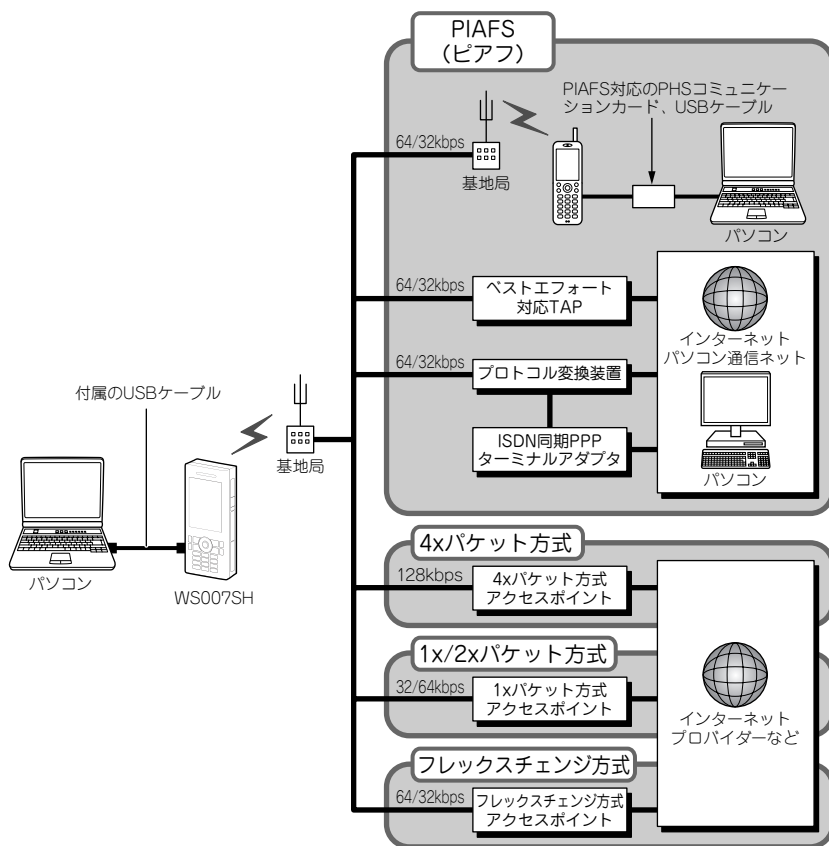 PIAFS
（ピアフ）
PIAFS対応のPHSコミュニケー
ションカード、USBケーブル
64/32kbps
基地局
パソコン
64/32kbps
ベストエフォート
対応TAP
インターネット
パソコン通信ネット
64/32kbps
プロトコル変換装置
ISDN同期PPP
ターミナルアダプタ
パソコン
付属のUSBケーブル
基地局
パソコン
WS007SH
4xパケット方式
128kbps
4xパケット方式
アクセスポイント
1x/2xパケット方式
32/64kbps
1xパケット方式
アクセスポイント
インターネット
プロバイダーなど
フレックスチェンジ方式
64/32kbps
フレックスチェンジ方式
アクセスポイント